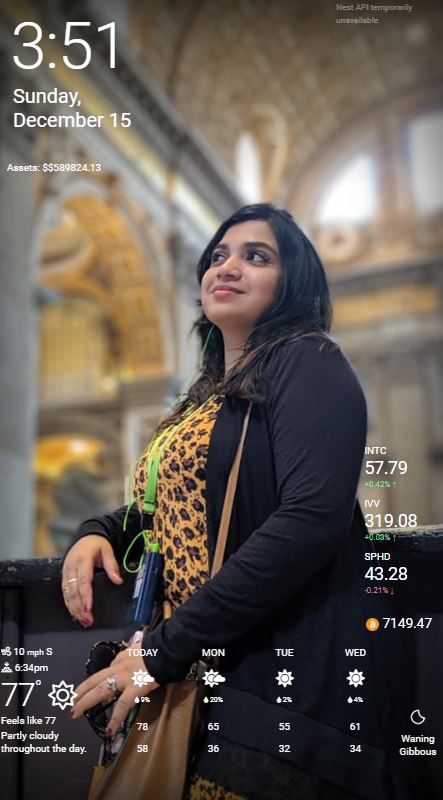 Nest API temporarily
unavailable
3:51
Sunday,
December 15
Assets: $$589824.13
INTC
57.79
+0.42% ↑
IVV
319.08
+0.03% ↑
SPHD
43.28
-0.21% ↓
7149.47
10 mph S
6:34pm
77°
Feels like 77
Partly cloudy
throughout the day.
TODAY MON TUE WED
9% 20% 2% 4%
78 65 55 61
58 36 32 34
Waning
Gibbous